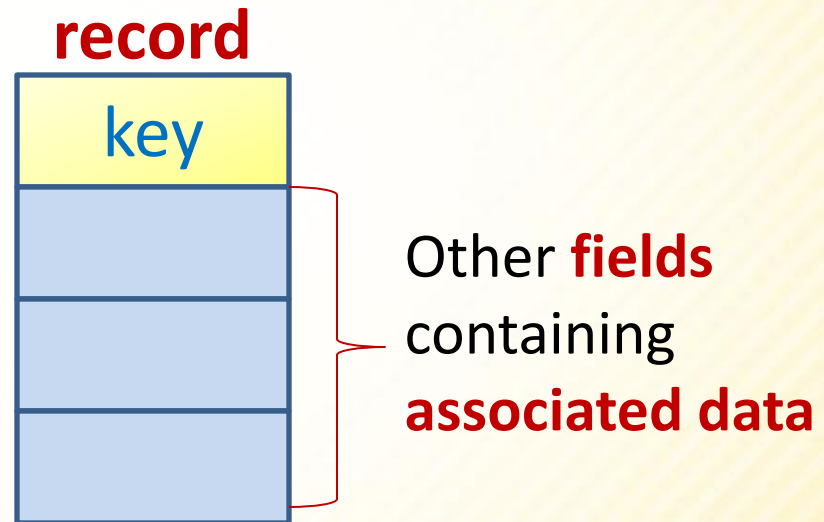 record
key
Other fields
containing
associated data